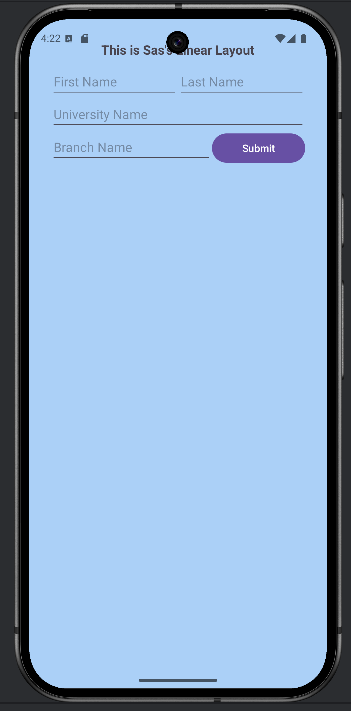 4:22
This is Sas's Linear Layout
First Name Last Name
University Name
Branch Name Submit